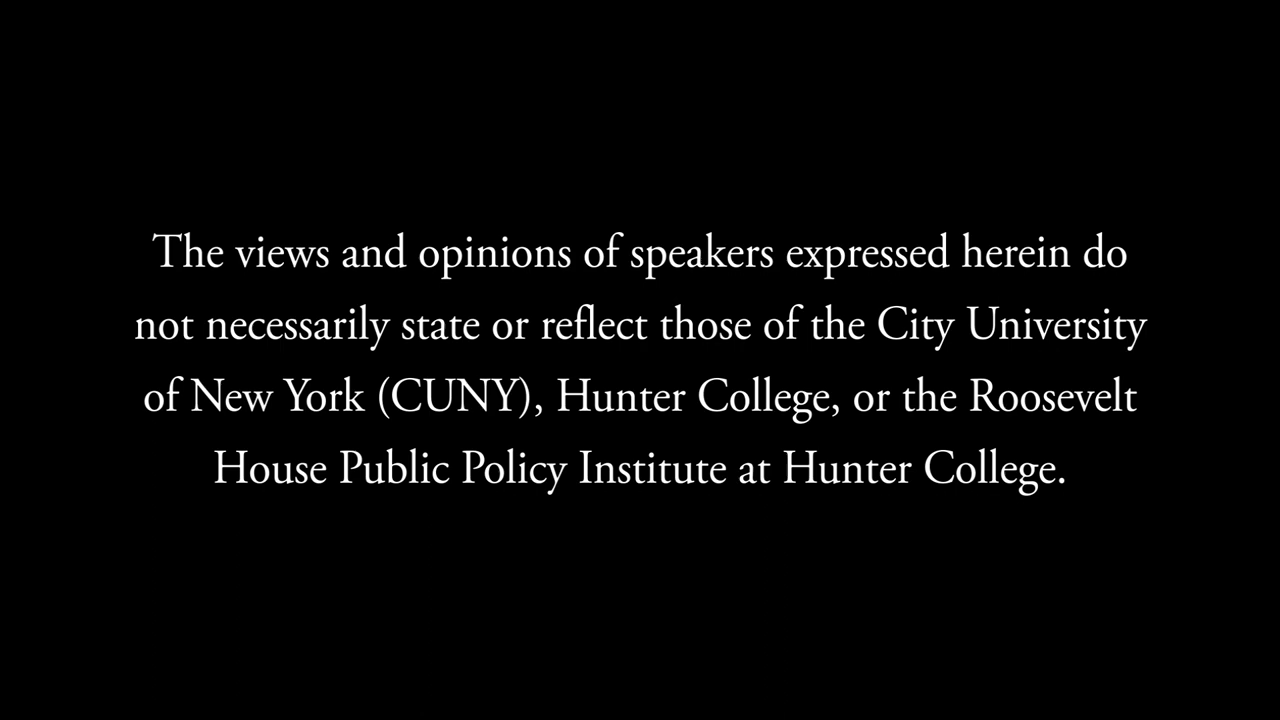 The views and opinions of speakers expressed herein do
not necessarily state or reflect those of the City University
of New York (CUNY), Hunter College, or the Roosevelt
House Public Policy Institute at Hunter College.